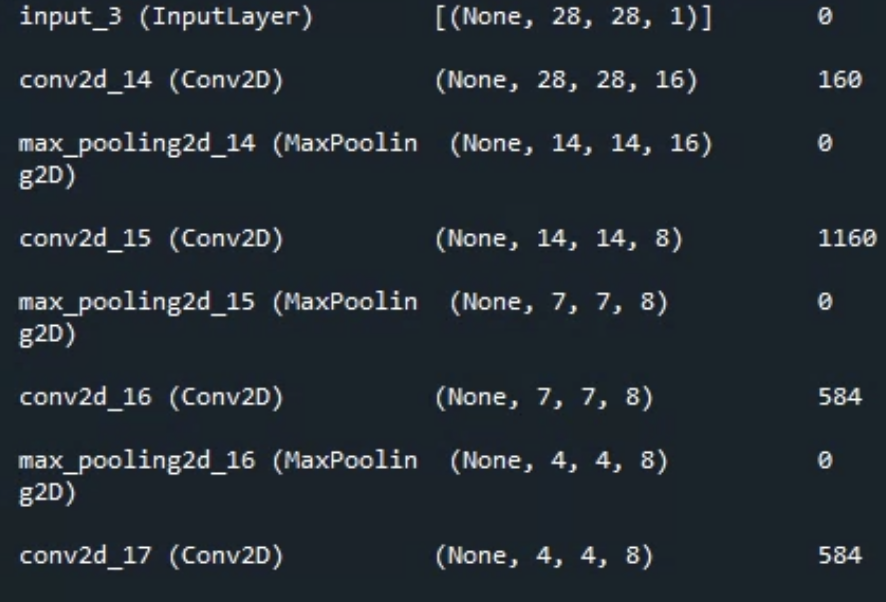 input_3 (InputLayer) [(None, 28, 28, 1)] 0
conv2d_14 (Conv2D) (None, 28, 28, 16) 160
max_pooling2d_14 (MaxPoolin (None, 14, 14, 16) 0
g2D)
conv2d_15 (Conv2D) (None, 14, 14, 8) 1160
max_pooling2d_15 (MaxPoolin (None, 7, 7, 8) 0
g2D)
conv2d_16 (Conv2D) (None, 7, 7, 8) 584
max_pooling2d_16 (MaxPoolin (None, 4, 4, 8) 0
g2D)
conv2d_17 (Conv2D) (None, 4, 4, 8) 584